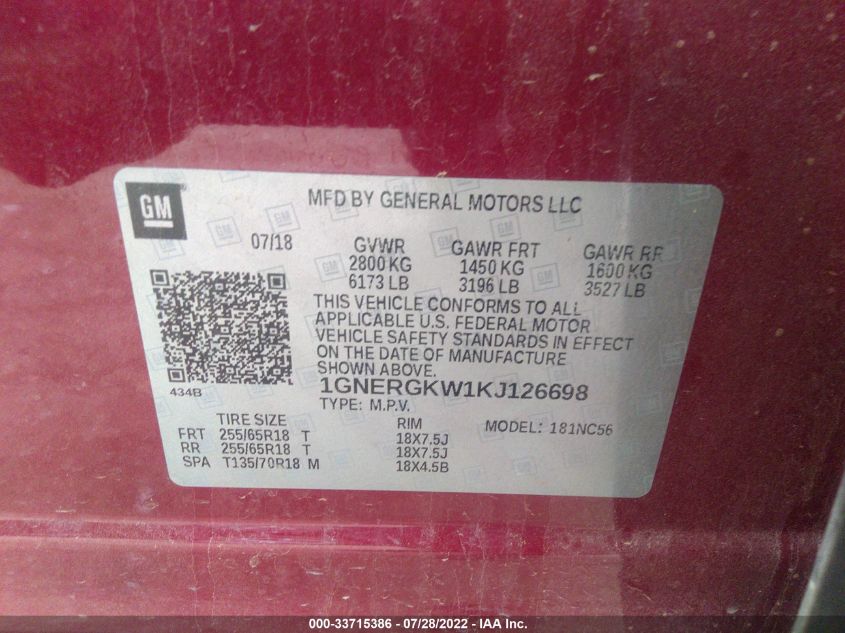 GM
MFD BY GENERAL MOTORS LLC
07/18 GVWR GAWR FRT GAWR RR
2800 KG 1450 KG 1600 KG
6173 LB 3196 LB 3527 LB
THIS VEHICLE CONFORMS TO ALL
APPLICABLE U.S. FEDERAL MOTOR
VEHICLE SAFETY STANDARDS IN EFFECT
ON THE DATE OF MANUFACTURE
SHOWN ABOVE.
434B 1GNERGKW1KJ126698
TYPE: M.P.V.
TIRE SIZE RIM MODEL: 181NC56
FRT 255/65R18 T 18X7.5J
RR 255/65R18 T 18X7.5J
SPA T135/70R18 M 18X4.5B
000-33715386 - 07/28/2022 - IAA Inc.